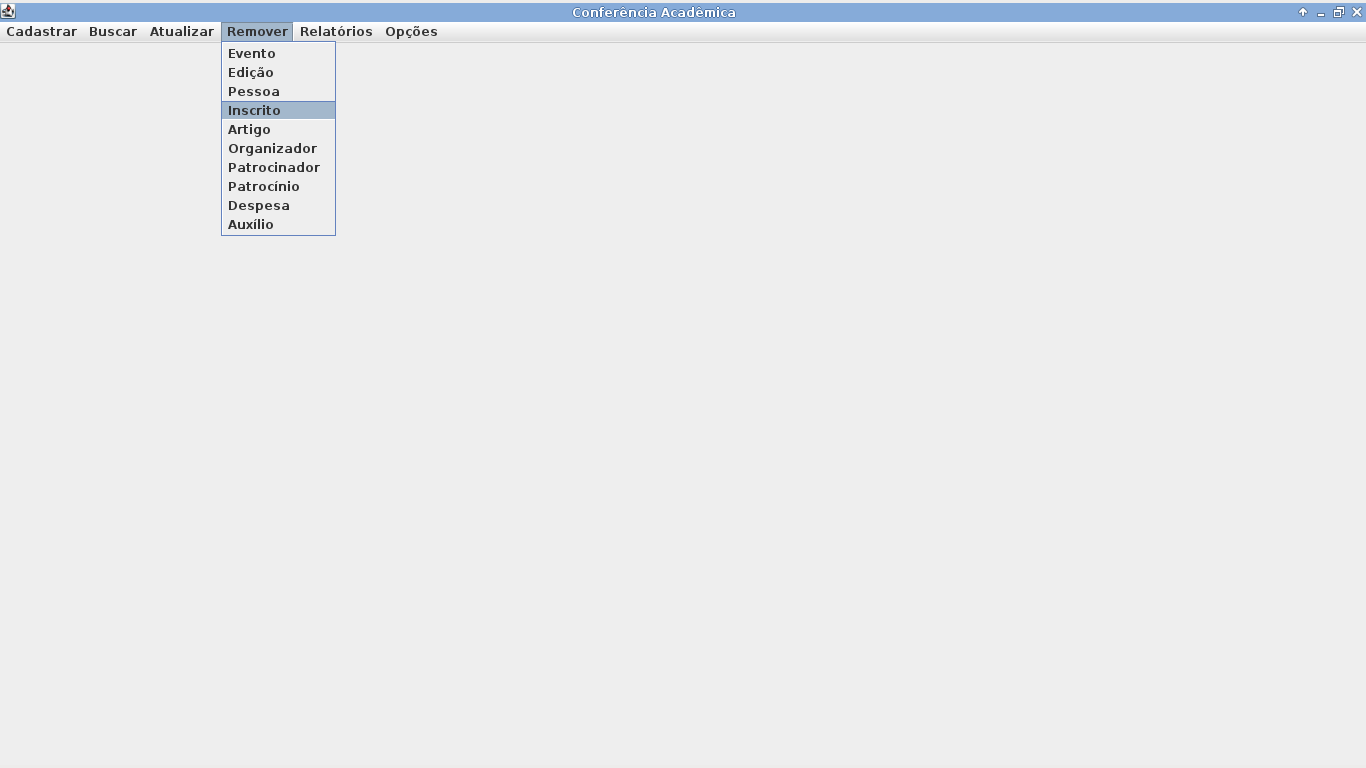 Conferência Acadêmica
Cadastrar Buscar Atualizar Remover Relatórios Opções
Evento
Edição
Pessoa
Inscrito
Artigo
Organizador
Patrocinador
Patrocínio
Despesa
Auxílio